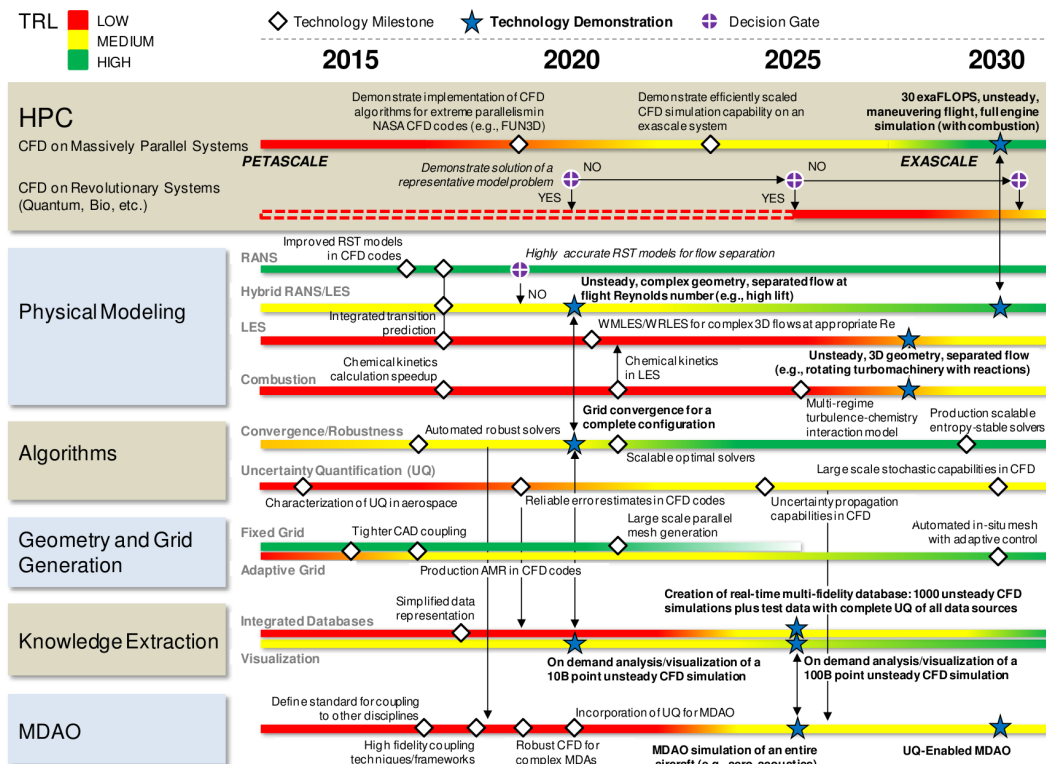 TRL
LOW
MEDIUM
HIGH
Technology Milestone
Technology Demonstration
Decision Gate
2015
2020
2025
2030
HPC
CFD on Massively Parallel Systems
CFD on Revolutionary Systems
(Quantum, Bio, etc.)
Demonstrate implementation of CFD
algorithms for extreme parallelism in
NASA CFD codes (e.g., FUN3D)
Demonstrate efficiently scaled
CFD simulation capability on an
exascale system
30 exaFLOPS, unsteady,
maneuvering flight, full engine
simulation (with combustion)
PETASCALE
EXASCALE
Demonstrate solution of a
representative model problem
NO
YES
NO
YES
Physical Modeling
RANS
Improved RST models
in CFD codes
Highly accurate RST models for flow separation
NO
Hybrid RANS/LES
Unsteady, complex geometry, separated flow at
flight Reynolds number (e.g., high lift)
LES
Integrated transition
prediction
WMLES/WRLES for complex 3D flows at appropriate Re
Chemical kinetics
calculation speedup
Chemical kinetics
in LES
Unsteady, 3D geometry, separated flow
(e.g., rotating turbomachinery with reactions)
Combustion
Multi-regime
turbulence-chemistry
interaction model
Algorithms
Convergence/Robustness
Automated robust solvers
Grid convergence for a
complete configuration
Scalable optimal solvers
Production scalable
entropy-stable solvers
Uncertainty Quantification (UQ)
Characterization of UQ in aerospace
Reliable error estimates in CFD codes
Uncertainty propagation
capabilities in CFD
Large scale stochastic capabilities in CFD
Geometry and Grid
Generation
Fixed Grid
Tighter CAD coupling
Large scale parallel
mesh generation
Automated in-situ mesh
with adaptive control
Adaptive Grid
Production AMR in CFD codes
Knowledge Extraction
Integrated Databases
Simplified data
representation
Creation of real-time multi-fidelity database: 1000 unsteady CFD
simulations plus test data with complete UQ of all data sources
Visualization
On demand analysis/visualization of a
10B point unsteady CFD simulation
On demand analysis/visualization of a
100B point unsteady CFD simulation
MDAO
Define standard for coupling
to other disciplines
High fidelity coupling
techniques/frameworks
Robust CFD for
complex MDAs
Incorporation of UQ for MDAO
MDAO simulation of an entire
aircraft (e.g., aero-acoustics)
UQ-Enabled MDAO